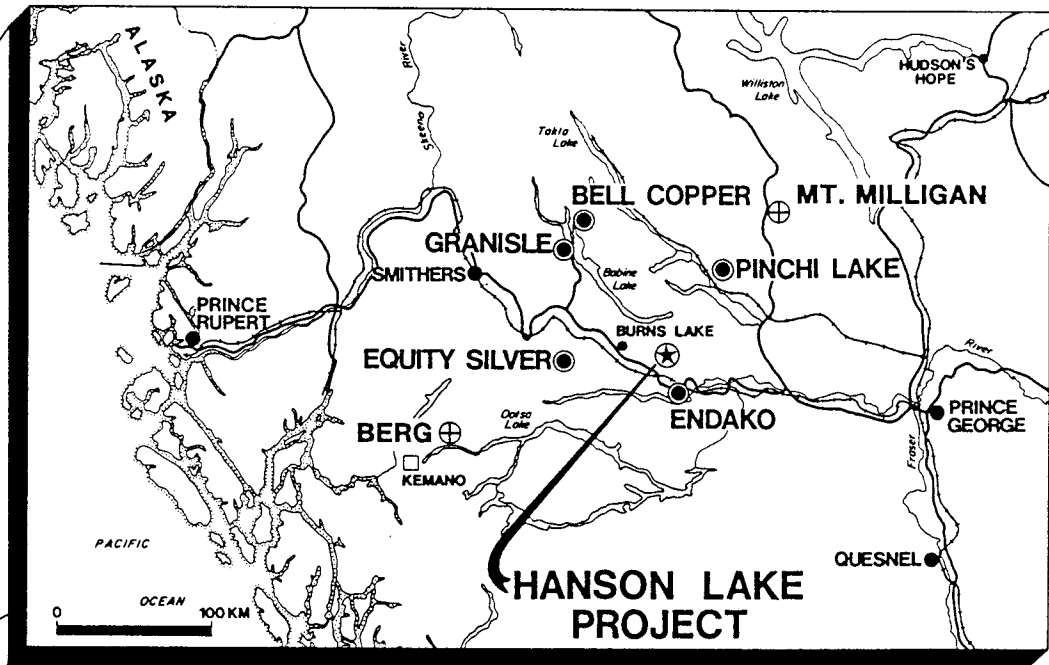 ALASKA
Skeena
River
Takla
Lake
Williston
Lake
HUDSON'S
HOPE
BELL COPPER
MT. MILLIGAN
GRANISLE
SMITHERS
Babine
Lake
PINCHI LAKE
PRINCE
RUPERT
BURNS LAKE
EQUITY SILVER
River
ENDAKO
PRINCE
GEORGE
BERG
Ootsa
Lake
KEMANO
Fraser
PACIFIC
OCEAN
QUESNEL
HANSON LAKE
PROJECT
0 100 KM